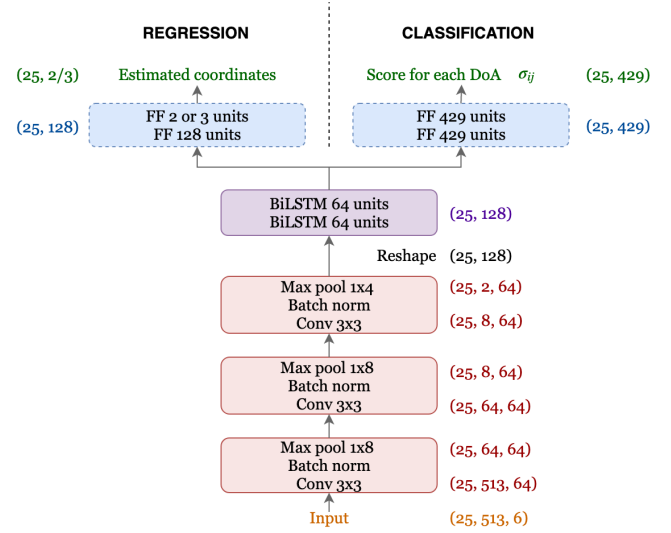 REGRESSION
CLASSIFICATION
(25, 2/3)
Estimated coordinates
Score for each DoA σij
(25, 429)
(25, 128)
FF 2 or 3 units
FF 128 units
FF 429 units
FF 429 units
(25, 429)
BiLSTM 64 units
BiLSTM 64 units
(25, 128)
Reshape (25, 128)
Max pool 1x4
Batch norm
Conv 3x3
(25, 2, 64)
(25, 8, 64)
Max pool 1x8
Batch norm
Conv 3x3
(25, 8, 64)
(25, 64, 64)
Max pool 1x8
Batch norm
Conv 3x3
(25, 64, 64)
(25, 513, 64)
Input
(25, 513, 6)